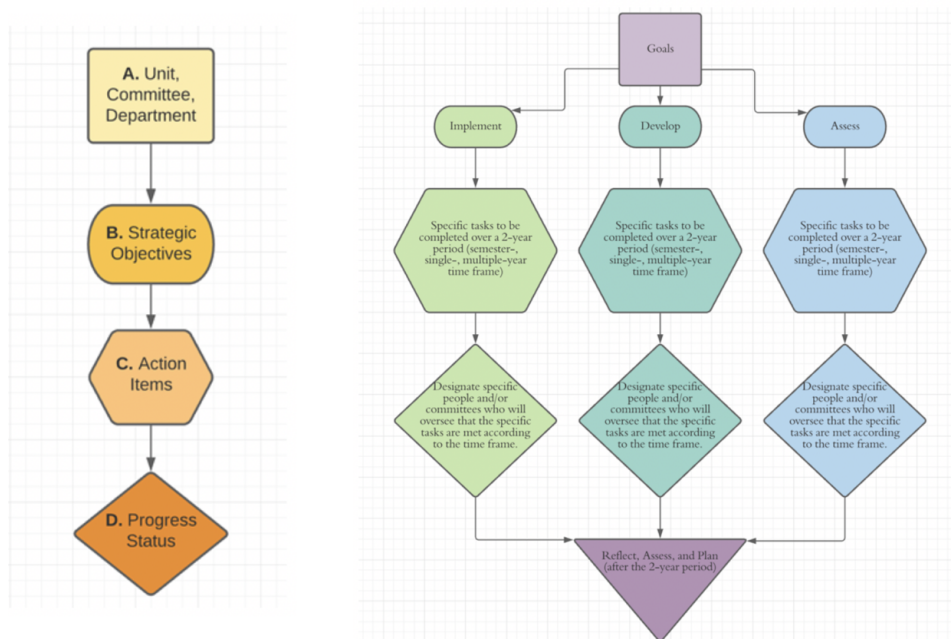 A. Unit,
Committee,
Department
B. Strategic
Objectives
C. Action
Items
D. Progress
Status
Goals
Implement
Develop
Assess
Specific tasks to be
completed over a 2-year
period (semester-,
single-, multiple-year
time frame)
Specific tasks to be
completed over a 2-year
period (semester-,
single-, multiple-year
time frame)
Specific tasks to be
completed over a 2-year
period (semester-,
single-, multiple-year
time frame)
Designate specific
people and/or
committees who will
oversee that the specific
tasks are met according
to the time frame.
Designate specific
people and/or
committees who will
oversee that the specific
tasks are met according
to the time frame.
Designate specific
people and/or
committees who will
oversee that the specific
tasks are met according
to the time frame.
Reflect, Assess, and Plan
(after the 2-year period)